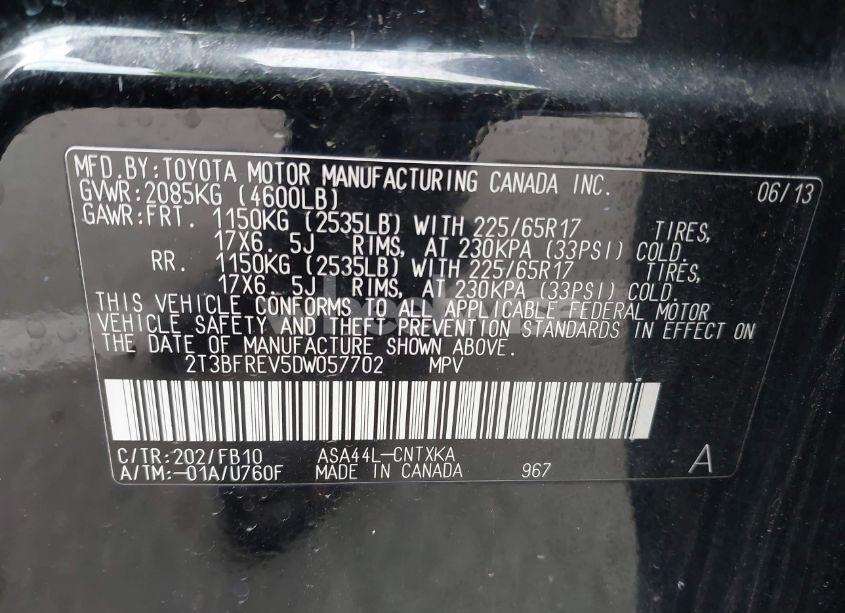 MFD.BY:TOYOTA MOTOR MANUFACTURING CANADA INC. 06/13
GVWR:2085KG (4600LB)
GAWR:FRT. 1150KG (2535LB) WITH 225/65R17 TIRES,
17X6. 5J RIMS, AT 230KPA (33PSI) COLD.
RR. 1150KG (2535LB) WITH 225/65R17 TIRES,
17X6. 5J RIMS, AT 230KPA (33PSI) COLD.
THIS VEHICLE CONFORMS TO ALL APPLICABLE FEDERAL MOTOR
VEHICLE SAFETY AND THEFT PREVENTION STANDARDS IN EFFECT ON
THE DATE OF MANUFACTURE SHOWN ABOVE.
2T3BFREV5DW057702 MPV
C/TR:202/FB10 ASA44L-CNTXKA
A/TM:-01A/U760F MADE IN CANADA 967 A